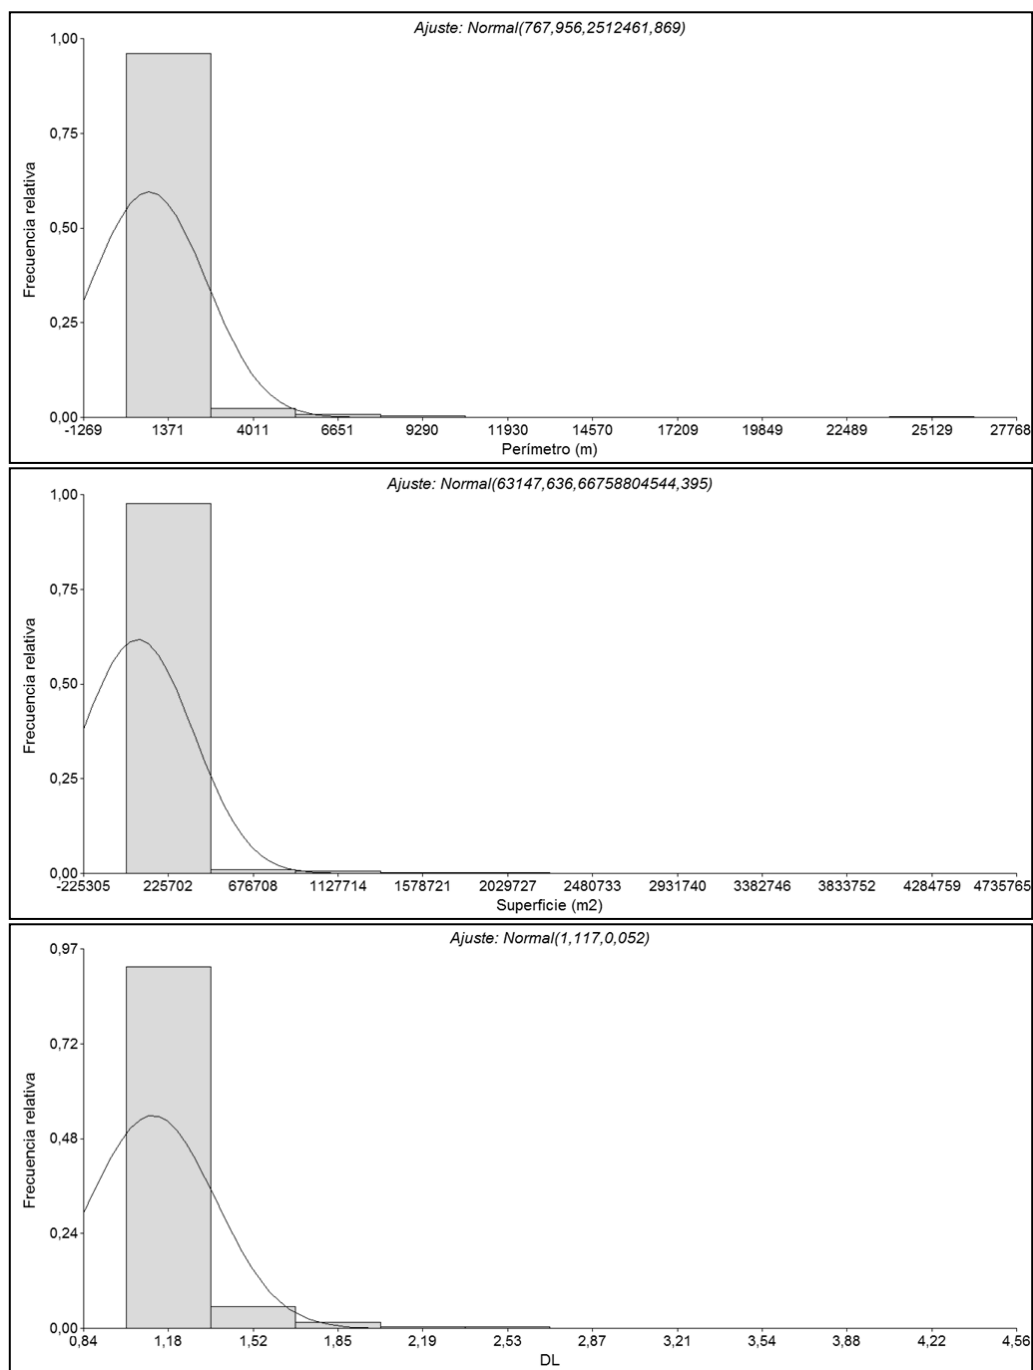 Ajuste: Normal(767,956,2512461,869)
1,00
0,75
Frecuencia relativa
0,50
0,25
0,00
-1269 1371 4011 6651 9290 11930 14570 17209 19849 22489 25129 27768
Perímetro (m)
Ajuste: Normal(63147,636,66758804544,395)
1,00
0,75
Frecuencia relativa
0,50
0,25
0,00
-225305 225702 676708 1127714 1578721 2029727 2480733 2931740 3382746 3833752 4284759 4735765
Superficie (m2)
Ajuste: Normal(1,117,0,052)
0,97
0,72
Frecuencia relativa
0,48
0,24
0,00
0,84 1,18 1,52 1,85 2,19 2,53 2,87 3,21 3,54 3,88 4,22 4,56
DL